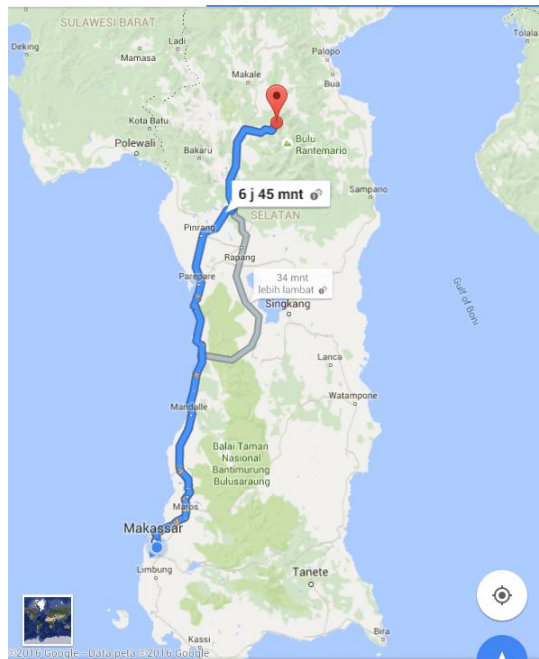 SULAWESI BARAT
Ladi
Deking
Mamasa
Palopo
Tolala
Makale
Bua
Kota Batu
Polewali
Bakaru
Bulu
Rantemario
6 j 45 mnt
Sampano
SELATAN
Pinrang
Rapang
34 mnt
lebih lambat
Parepare
Singkang
Gulf of Boni
Lanca
Watampone
Mandalle
Balai Taman
Nasional
Bantimurung
Bulusaraung
Maros
Makassar
Limbung
Tanete
Kassi
Bira
©2016 Google - Data peta ©2016 Google